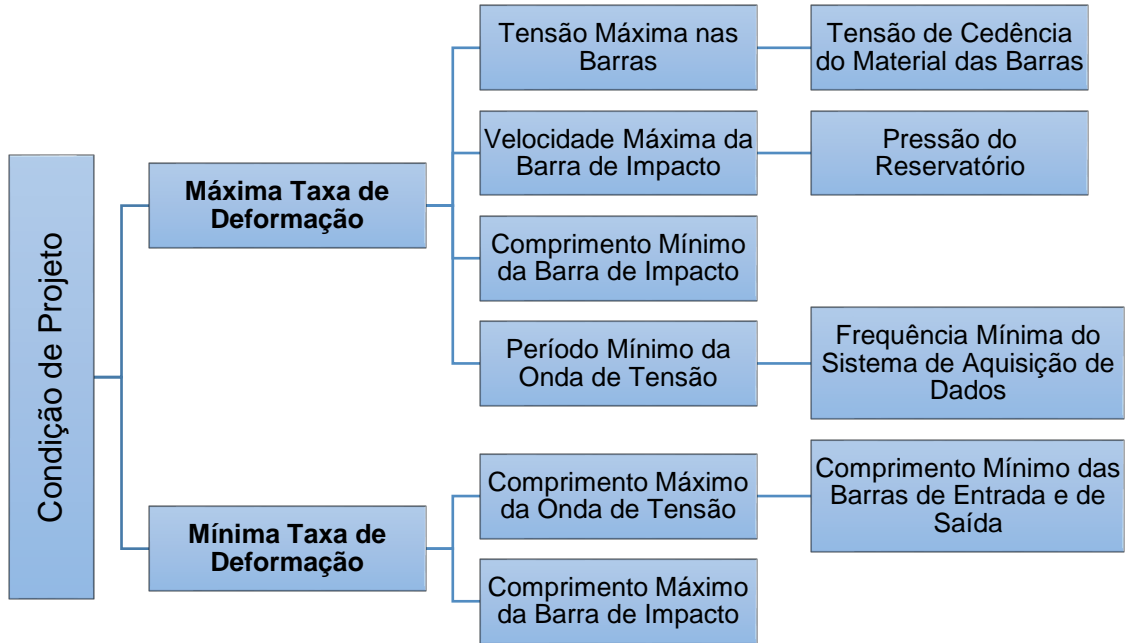 Condição de Projeto
Máxima Taxa de
Deformação
Tensão Máxima nas
Barras
Tensão de Cedência
do Material das Barras
Velocidade Máxima da
Barra de Impacto
Pressão do
Reservatório
Comprimento Mínimo
da Barra de Impacto
Período Mínimo da
Onda de Tensão
Frequência Mínima do
Sistema de Aquisição de
Dados
Mínima Taxa de
Deformação
Comprimento Máximo
da Onda de Tensão
Comprimento Mínimo das
Barras de Entrada e de
Saída
Comprimento Máximo
da Barra de Impacto